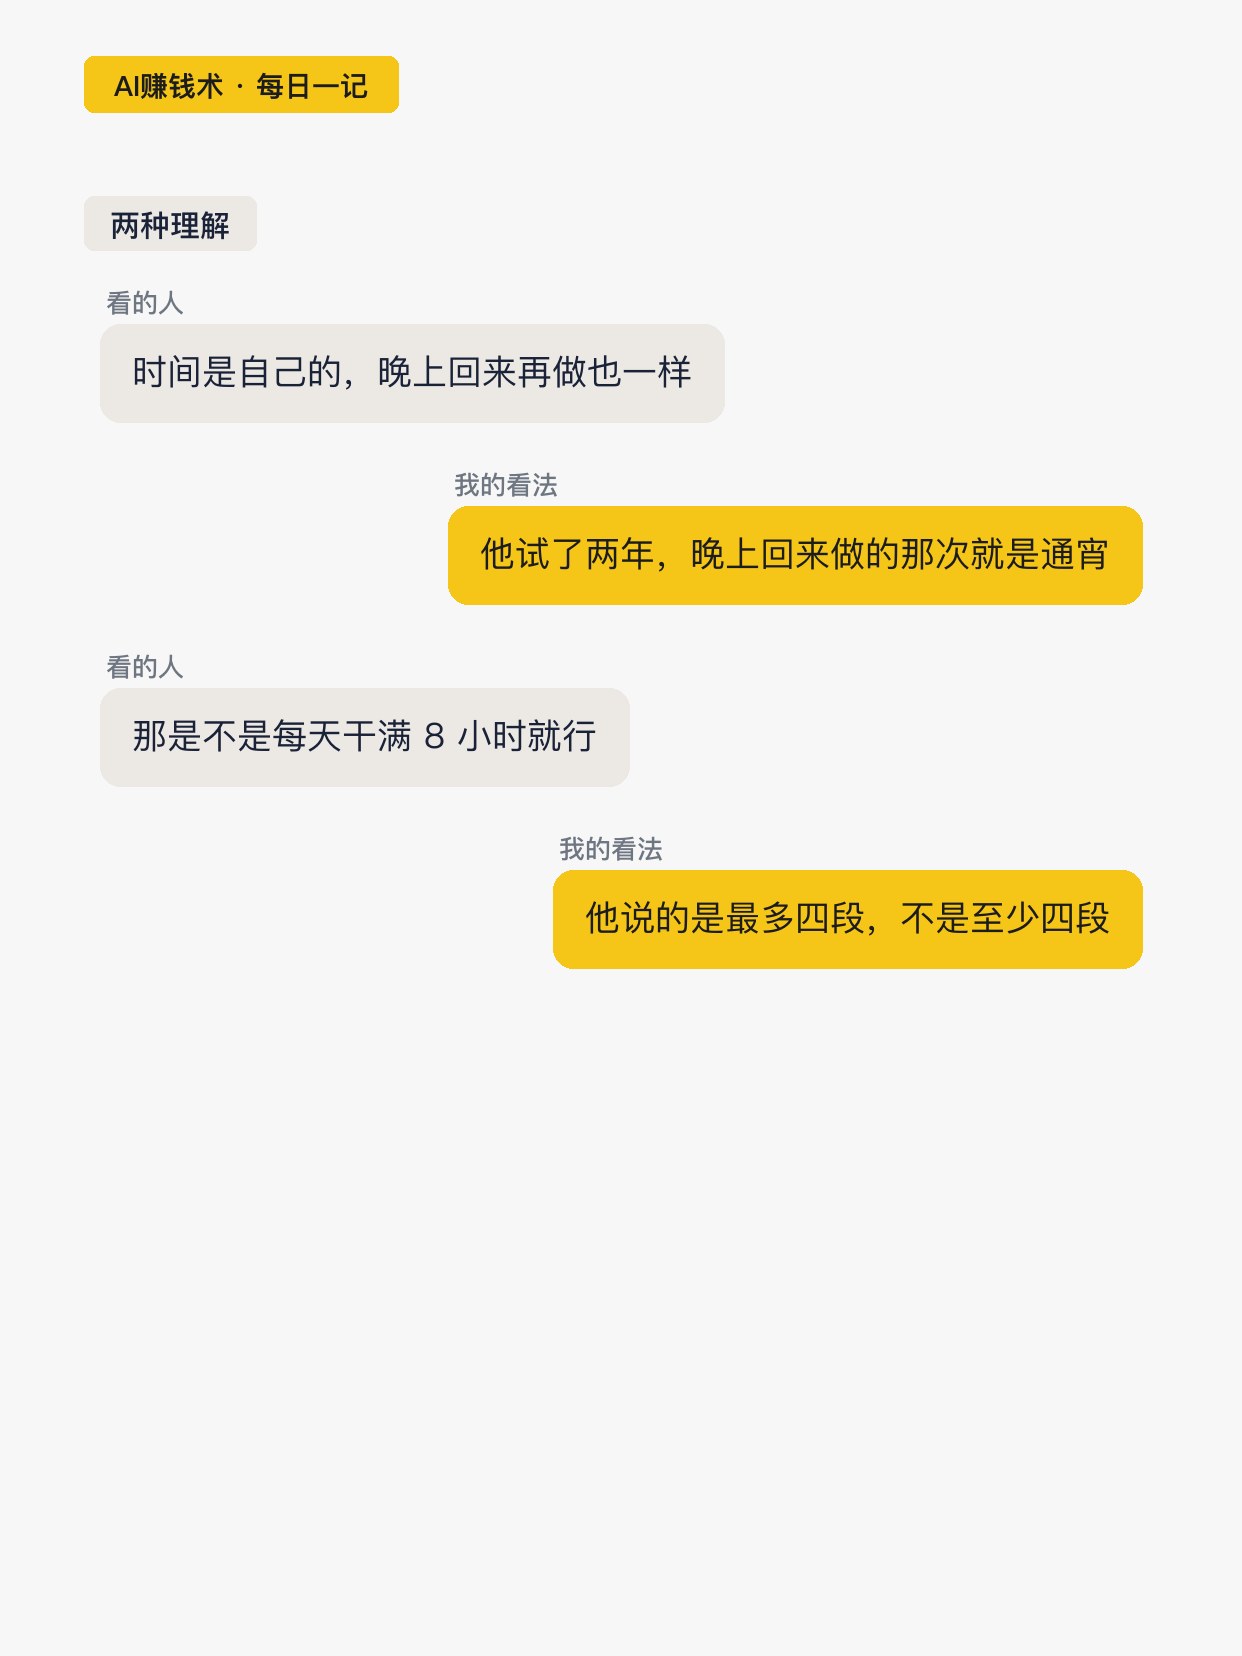 AI赚钱术 · 每日一记
两种理解
看的人
时间是自己的，晚上回来再做也一样
我的看法
他试了两年，晚上回来做的那次就是通宵
看的人
那是不是每天干满 8 小时就行
我的看法
他说的是最多四段，不是至少四段